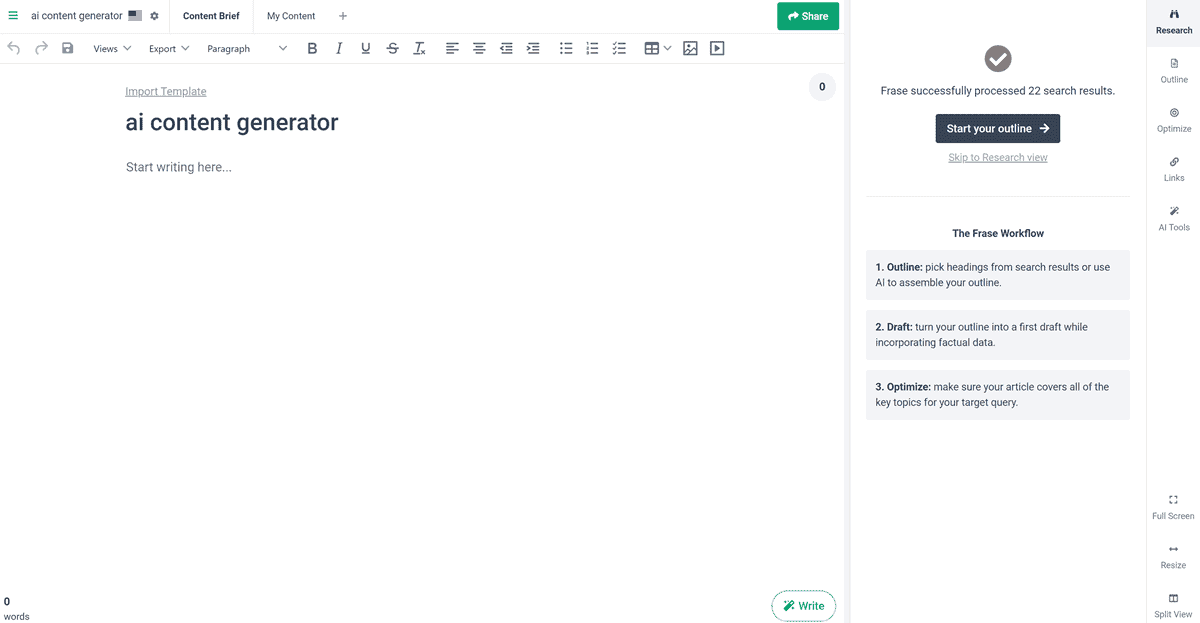 ai content generator
Content Brief
My Content
+
Share
Views
Export
Paragraph
B I U S Tx
Import Template
0
ai content generator
Start writing here...
0
words
Write
Frase successfully processed 22 search results.
Start your outline →
Skip to Research view
The Frase Workflow
1. Outline: pick headings from search results or use
AI to assemble your outline.
2. Draft: turn your outline into a first draft while
incorporating factual data.
3. Optimize: make sure your article covers all of the
key topics for your target query.
Research
Outline
Optimize
Links
AI Tools
Full Screen
Resize
Split View